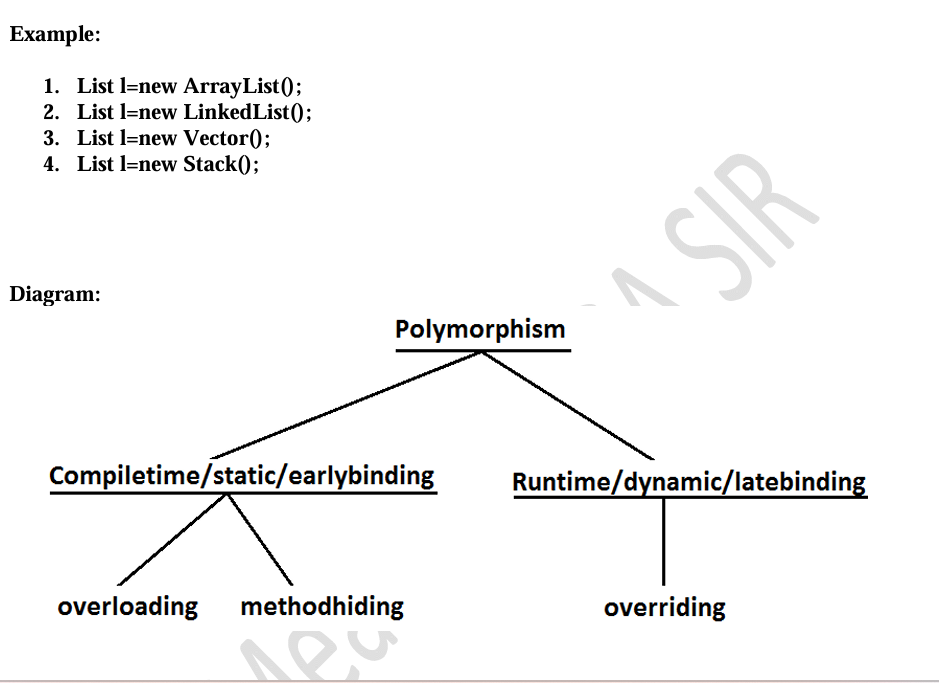 Example:
1. List l=new ArrayList();
2. List l=new LinkedList();
3. List l=new Vector();
4. List l=new Stack();
SIR
Diagram:
Polymorphism
Compiletime/static/earlybinding
Runtime/dynamic/latebinding
overloading
methodhiding
overriding